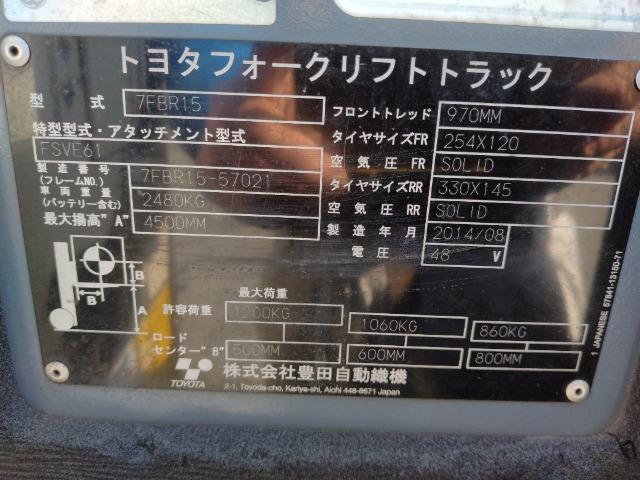 トヨタフォークリフトトラック
型式 7FBR15
特型型式・アタッチメント型式
FSVE61
製造番号
(フレームNO.) 7FBR15-57021
車両重量
(バッテリー含む) 2480KG
最大揚高"A" 4500MM
フロントトレッド 970MM
タイヤサイズFR 254X120
空気圧 FR SOLID
タイヤサイズRR 330X145
空気圧 RR SOLID
製造年月 2014/08
電圧 48 V
B
B
A
最大荷重
許容荷重 1200KG 1060KG 860KG
ロード
センター"B" 500MM 600MM 800MM
TOYOTA
株式会社豊田自動織機
2-1, Toyoda-cho, Kariya-shi, Aichi 448-8671 Japan
1 JAPANESE 57841-13150-71